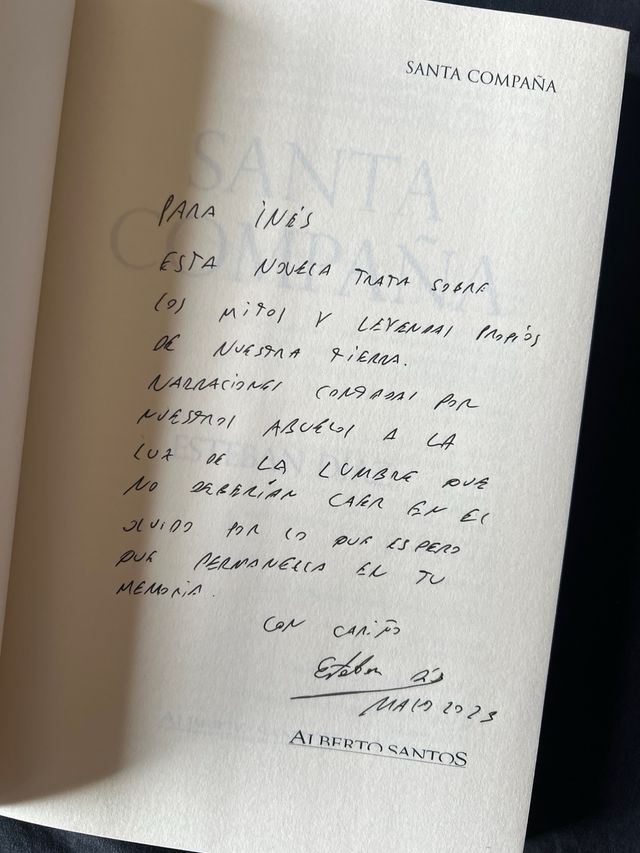 SANTA COMPAÑA
PARA INÉS
ESTA NOVELA TRATA SOBRE
LOS MITOS Y LEYENDAS PROPIOS
DE NUESTRA TIERRA.
NARRACIONES CONTADAS POR
NUESTROS ABUELOS A LA
LUZ DE LA LUMBRE QUE
NO DEBERÍAN CAER EN EL
OLVIDO POR LO QUE ESPERO
QUE PERMANEZCA EN TU
MEMORIA.
CON CARIÑO
Esteban
MAYO 2023
ALBERTO SANTOS